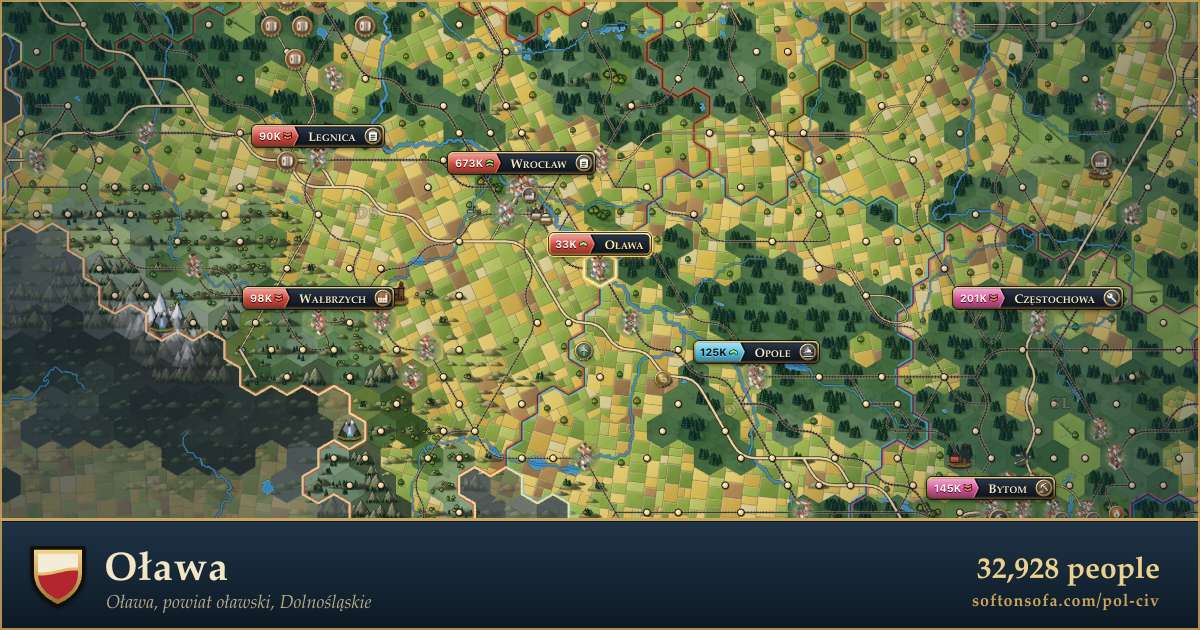 ŁÓDZ
90K LEGNICA
673K WROCŁAW
33K OŁAWA
98K WAŁBRZYCH
201K CZĘSTOCHOWA
125K OPOLE
145K BYTOM
Oława
32,928 people
Oława, powiat oławski, Dolnośląskie
softonsofa.com/pol-civ